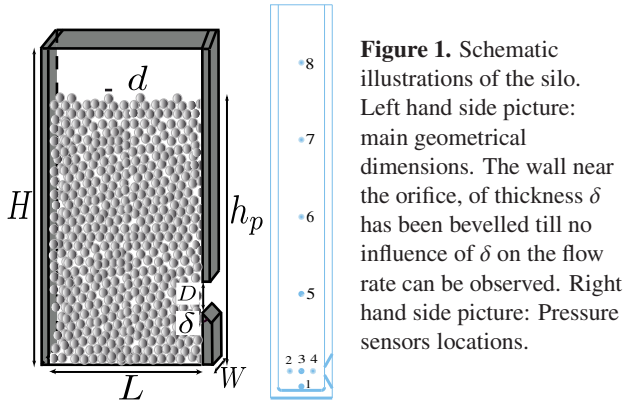 d
H
h_p
D
δ
W
L
8
7
6
5
2 3 4
1
Figure 1. Schematic
illustrations of the silo.
Left hand side picture:
main geometrical
dimensions. The wall near
the orifice, of thickness δ
has been bevelled till no
influence of δ on the flow
rate can be observed. Right
hand side picture: Pressure
sensors locations.